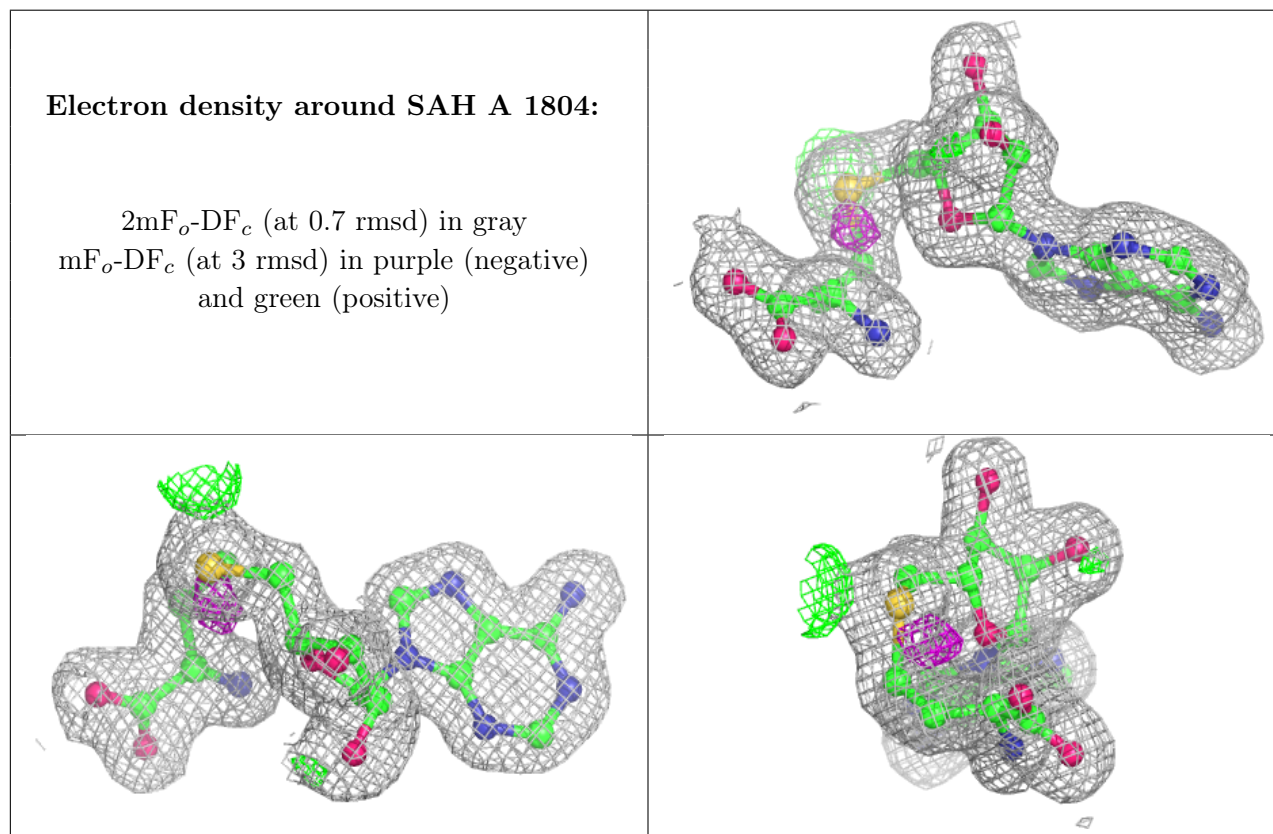 Electron density around SAH A 1804:
2mFₒ-DF𝒸 (at 0.7 rmsd) in gray
mFₒ-DF𝒸 (at 3 rmsd) in purple (negative)
and green (positive)